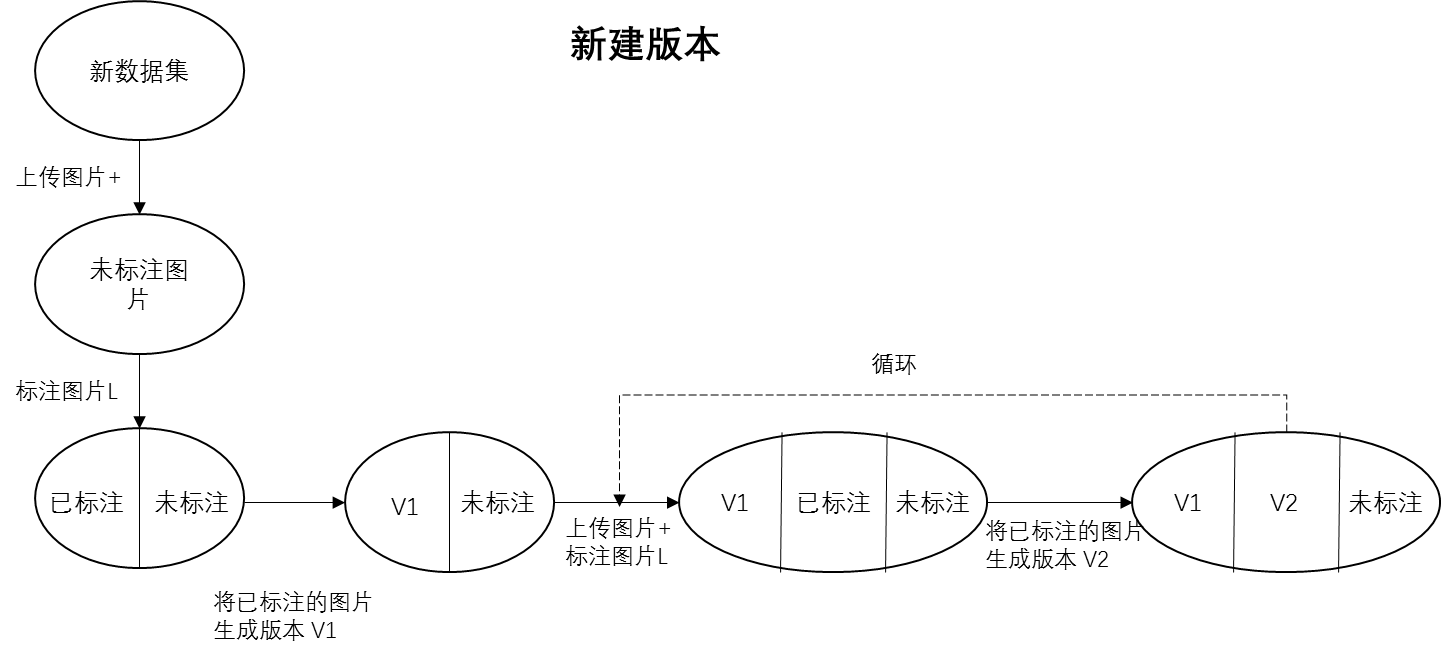 新建版本
新数据集
上传图片+
未标注图
片
标注图片L
循环
已标注
未标注
V1
未标注
上传图片+
标注图片L
V1
已标注
未标注
将已标注的图片
生成版本 V2
V1
V2
未标注
将已标注的图片
生成版本 V1